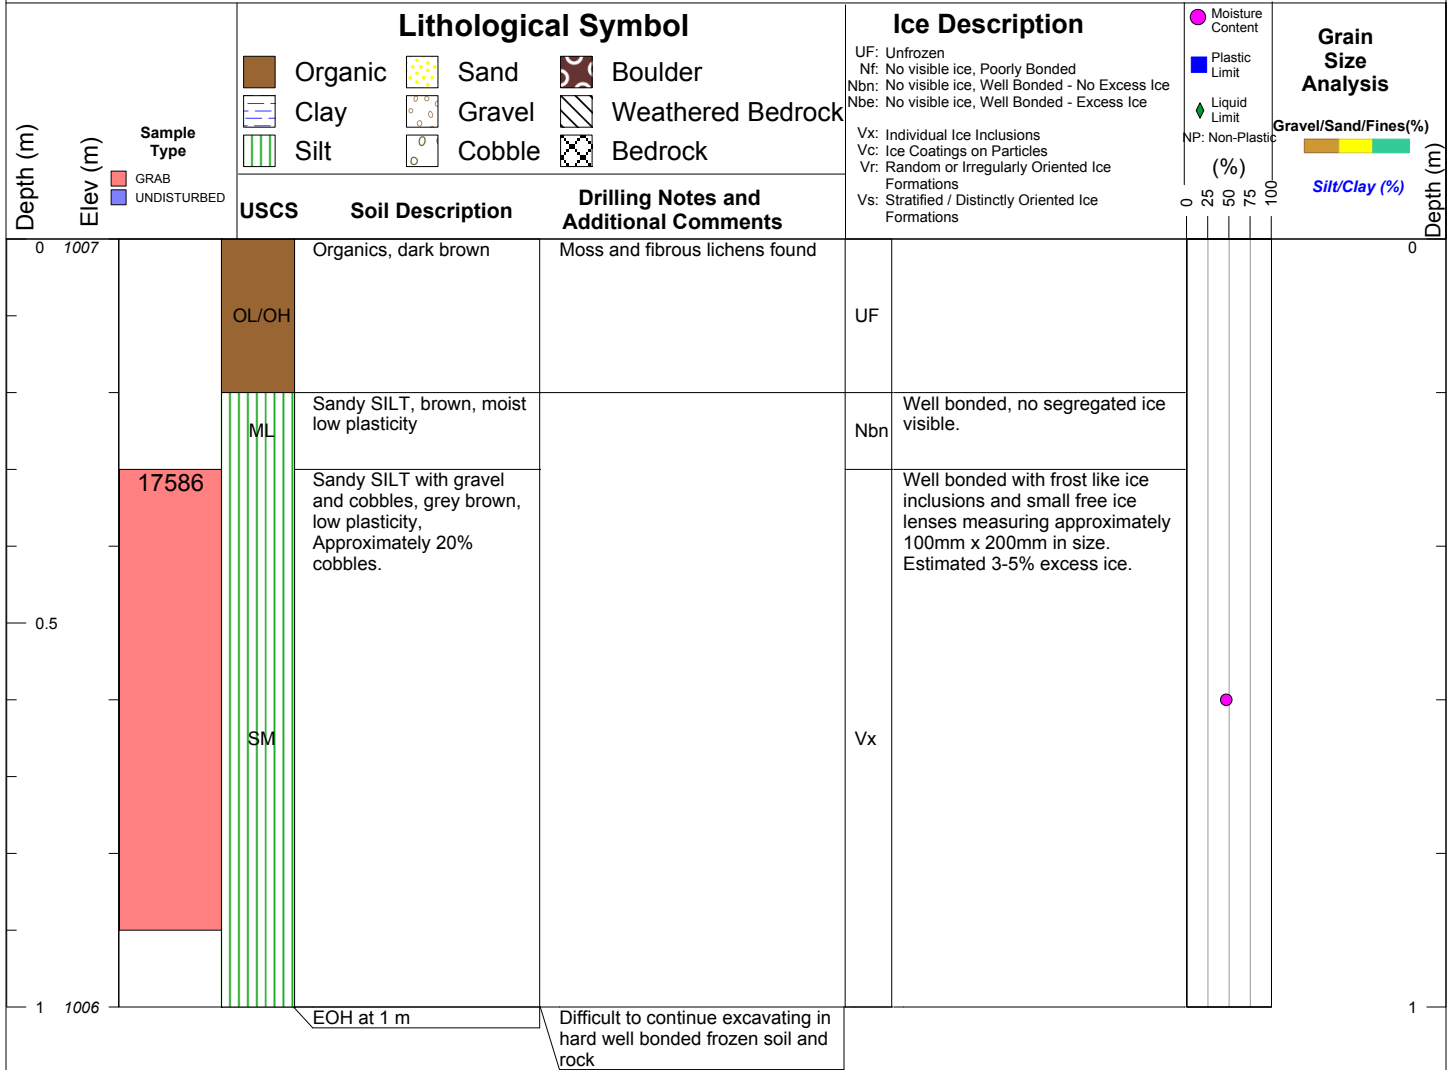 Lithological Symbol
Organic
Sand
Boulder
Clay
Gravel
Weathered Bedrock
Silt
Cobble
Bedrock
Ice Description
UF: Unfrozen
Nf: No visible ice, Poorly Bonded
Nbn: No visible ice, Well Bonded - No Excess Ice
Nbe: No visible ice, Well Bonded - Excess Ice
Vx: Individual Ice Inclusions
Vc: Ice Coatings on Particles
Vr: Random or Irregularly Oriented Ice
Formations
Vs: Stratified / Distinctly Oriented Ice
Formations
Moisture
Content
Plastic
Limit
Liquid
Limit
NP: Non-Plastic
(%)
0 25 50 75 100
Grain
Size
Analysis
Gravel/Sand/Fines(%)
Silt/Clay (%)
Depth (m)
Depth (m)
Elev (m)
Sample
Type
GRAB
UNDISTURBED
USCS
Soil Description
Drilling Notes and
Additional Comments
0 1007
Organics, dark brown
Moss and fibrous lichens found
0
OL/OH
UF
Sandy SILT, brown, moist
low plasticity
ML
Nbn
Well bonded, no segregated ice
visible.
17586
Sandy SILT with gravel
and cobbles, grey brown,
low plasticity,
Approximately 20%
cobbles.
Well bonded with frost like ice
inclusions and small free ice
lenses measuring approximately
100mm x 200mm in size.
Estimated 3-5% excess ice.
0.5
SM
Vx
1 1006
1
EOH at 1 m
Difficult to continue excavating in
hard well bonded frozen soil and
rock